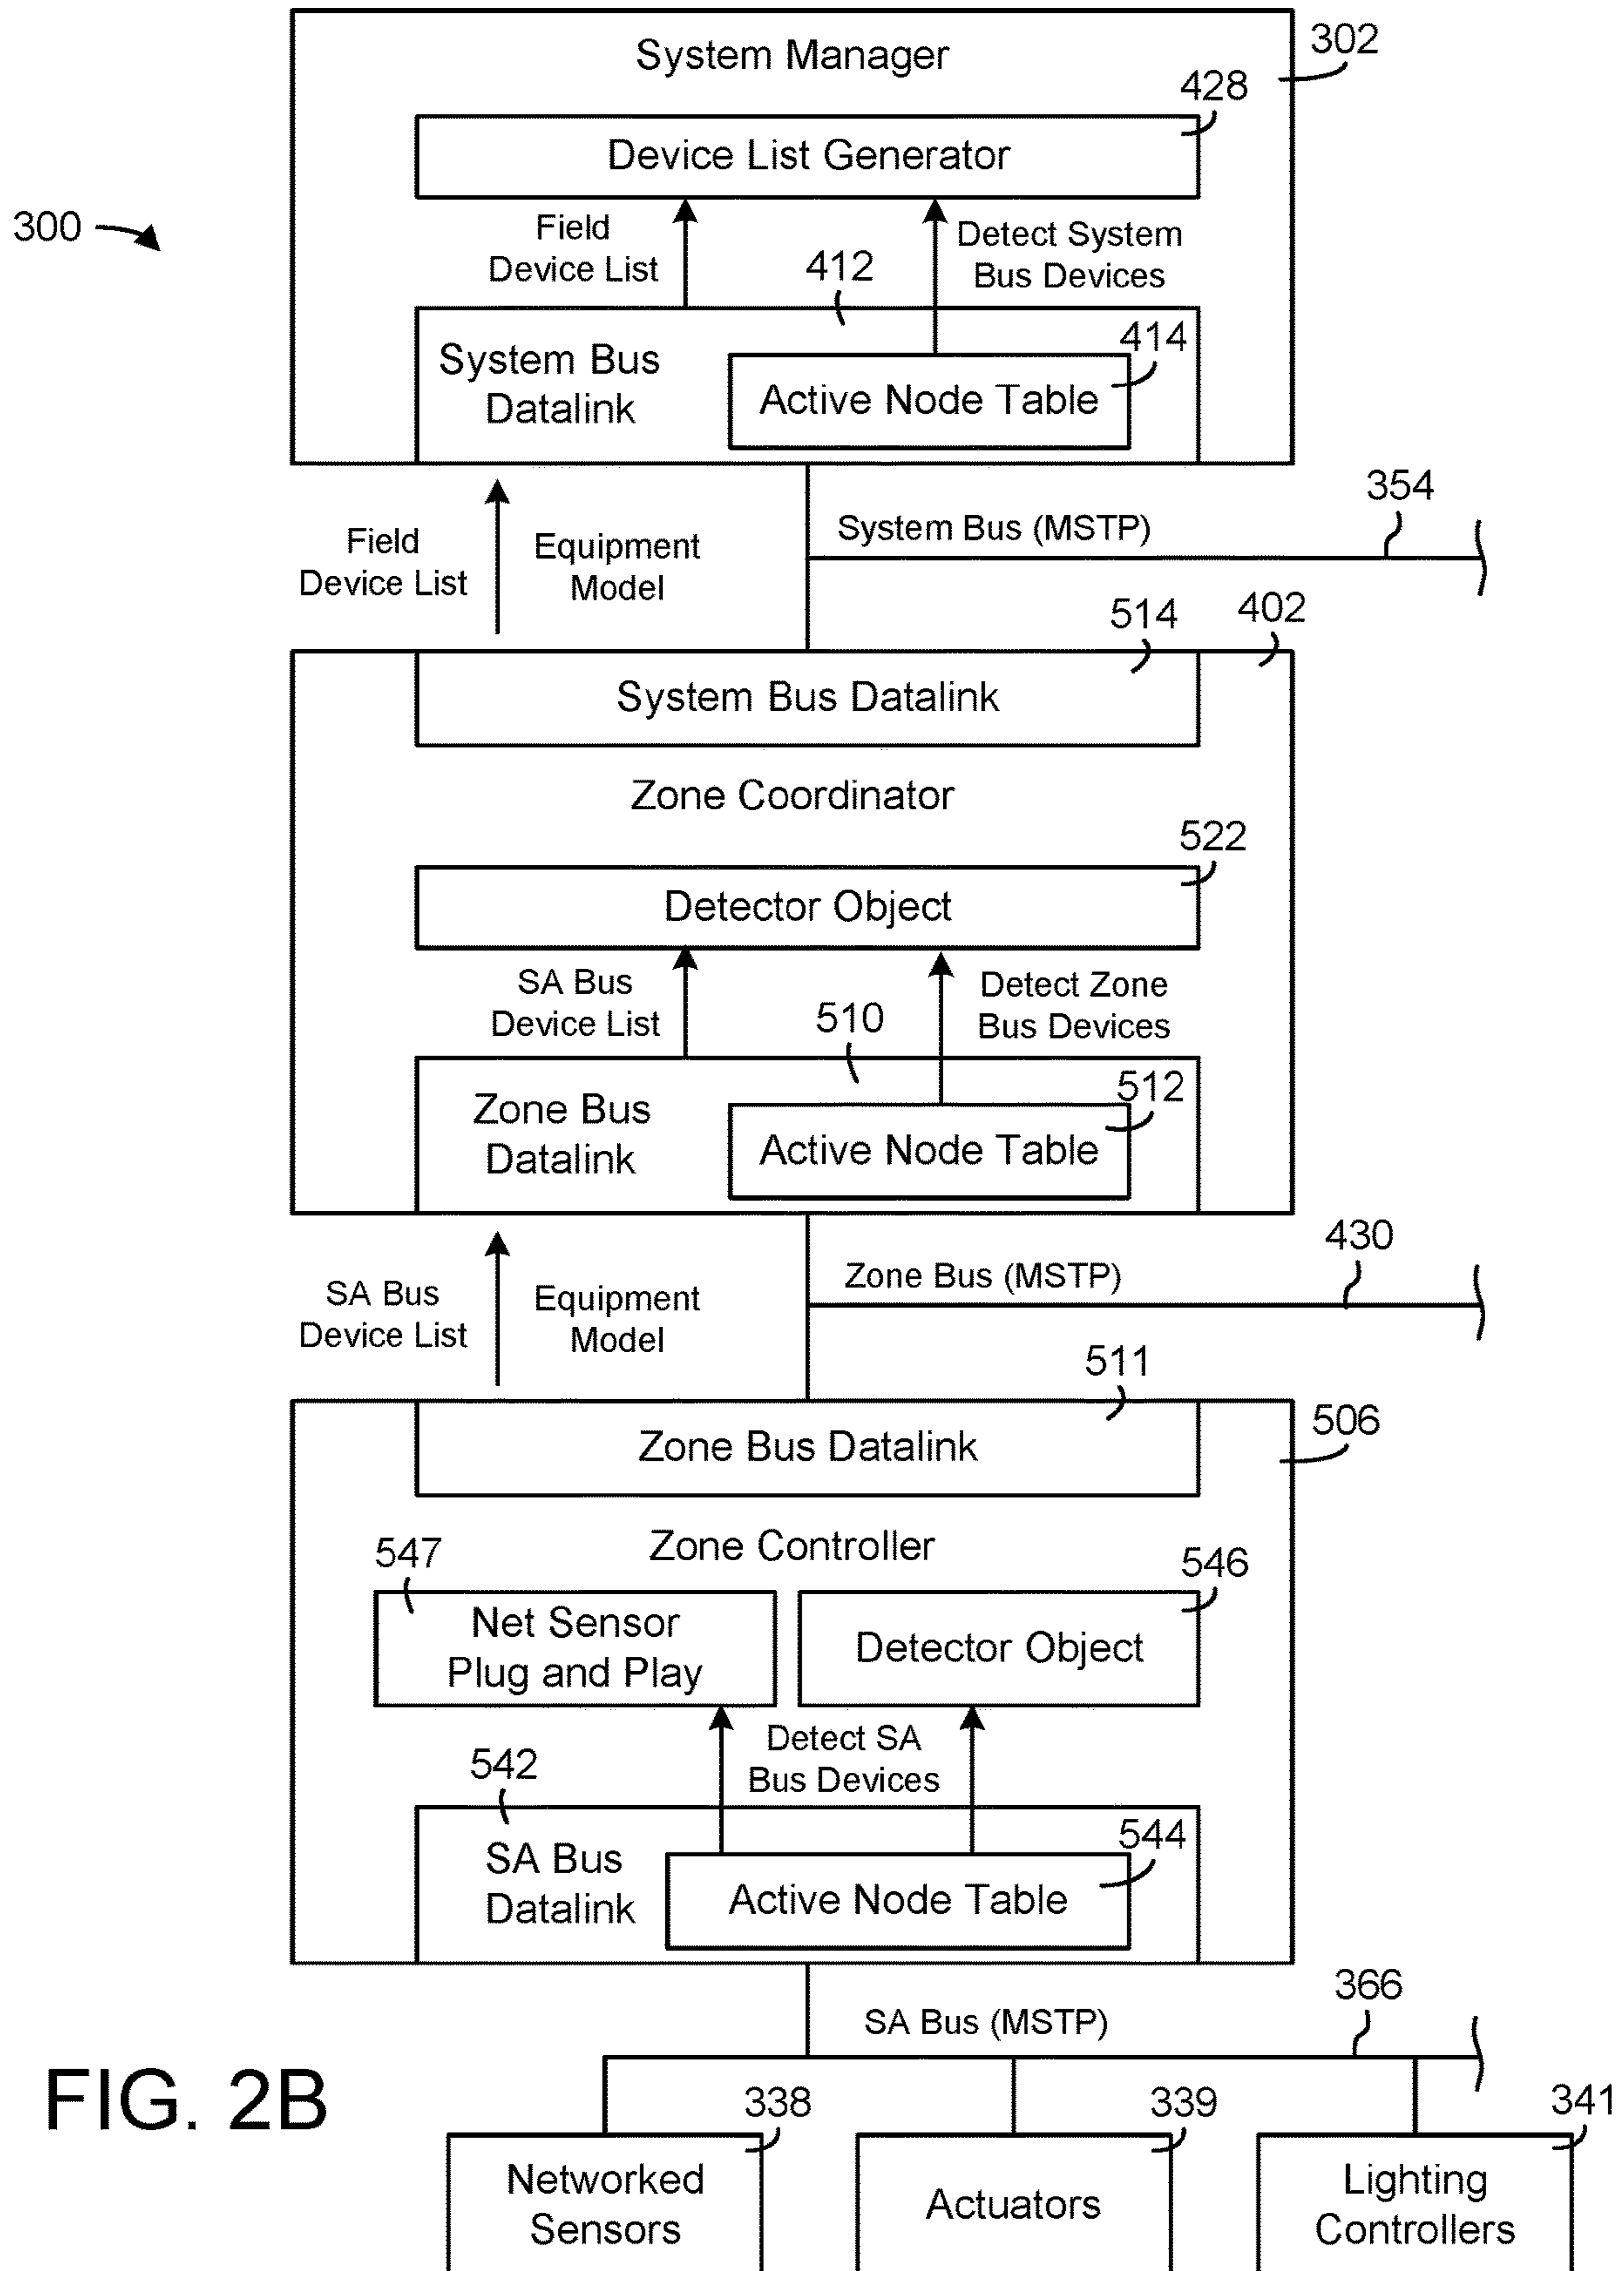 System Manager
302
428
Device List Generator
300
Field
Device List
412
Detect System
Bus Devices
414
System Bus
Datalink
Active Node Table
354
System Bus (MSTP)
Field
Device List
Equipment
Model
514
402
System Bus Datalink
Zone Coordinator
522
Detector Object
SA Bus
Device List
510
Detect Zone
Bus Devices
512
Zone Bus
Datalink
Active Node Table
430
Zone Bus (MSTP)
SA Bus
Device List
Equipment
Model
511
506
Zone Bus Datalink
Zone Controller
547
546
Net Sensor
Plug and Play
Detector Object
Detect SA
Bus Devices
542
544
SA Bus
Datalink
Active Node Table
366
SA Bus (MSTP)
FIG. 2B
338
339
341
Networked
Sensors
Actuators
Lighting
Controllers